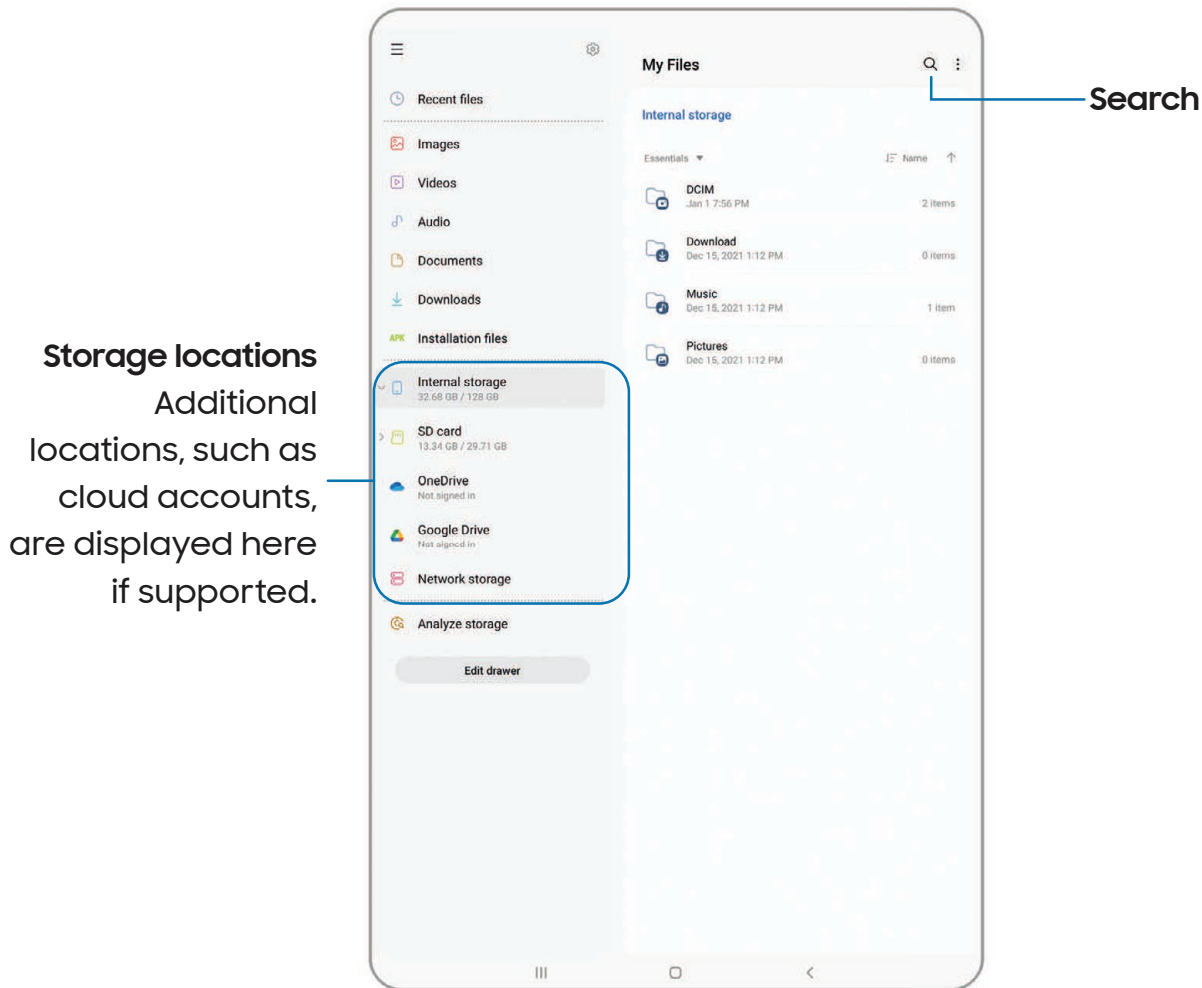 My Files
Search
Recent files
Internal storage
Images
Essentials
Name
Videos
DCIM
Jan 1 7:56 PM
2 items
Audio
Download
Dec 15, 2021 1:12 PM
0 items
Documents
Downloads
Music
Dec 15, 2021 1:12 PM
1 item
APK Installation files
Pictures
Dec 15, 2021 1:12 PM
0 items
Storage locations
Additional
locations, such as
cloud accounts,
are displayed here
if supported.
Internal storage
32.68 GB / 128 GB
SD card
13.34 GB / 29.71 GB
OneDrive
Not signed in
Google Drive
Not signed in
Network storage
Analyze storage
Edit drawer